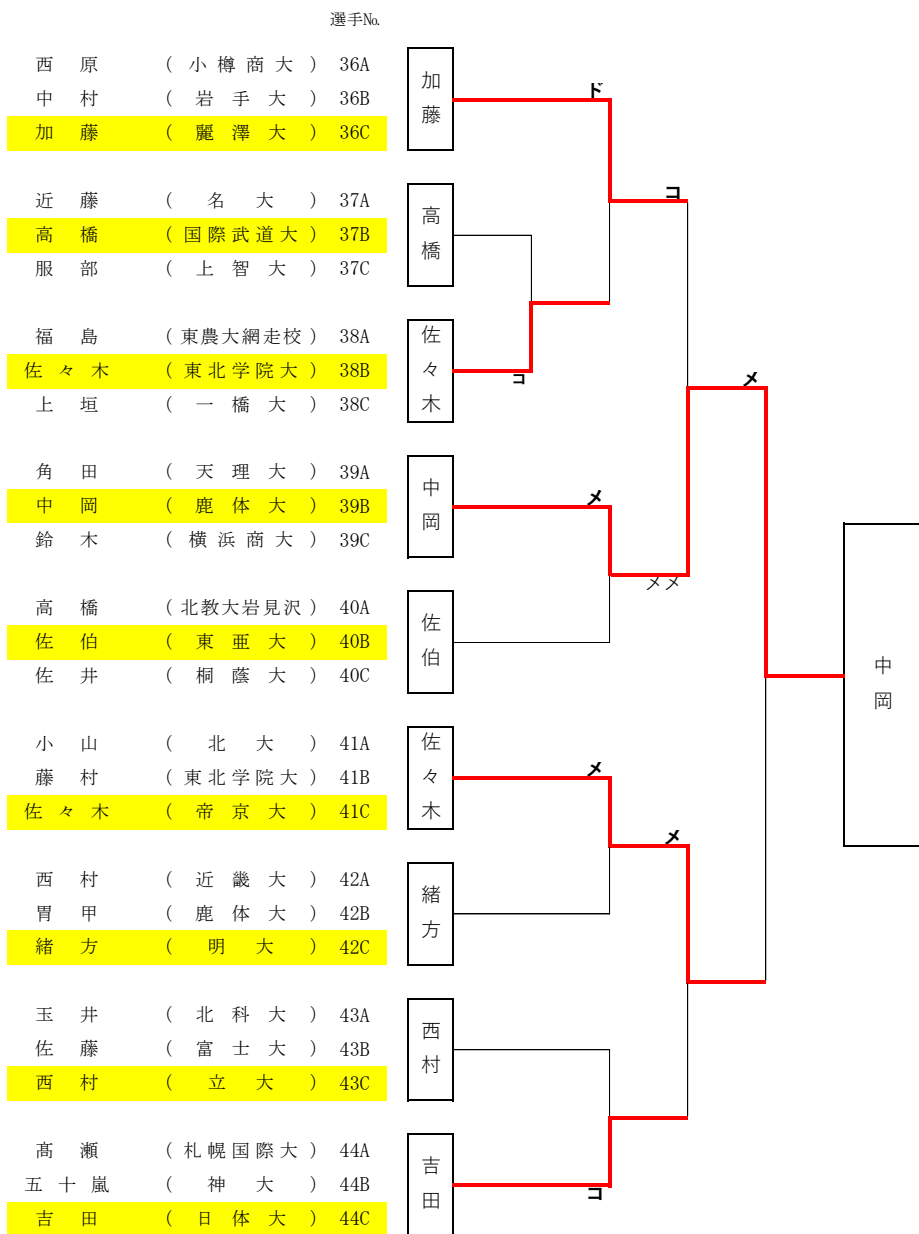 選手№
西原 (小樽商大) 36A
中村 (岩手大) 36B
加藤 (麗澤大) 36C
加藤
ド
近藤 (名大) 37A
高橋 (国際武道大) 37B
服部 (上智大) 37C
高橋
コ
福島 (東農大網走校) 38A
佐々木 (東北学院大) 38B
上垣 (一橋大) 38C
佐々木
コ
メ
角田 (天理大) 39A
中岡 (鹿体大) 39B
鈴木 (横浜商大) 39C
中岡
メ
メメ
高橋 (北教大岩見沢) 40A
佐伯 (東亜大) 40B
佐井 (桐蔭大) 40C
佐伯
中岡
小山 (北大) 41A
藤村 (東北学院大) 41B
佐々木 (帝京大) 41C
佐々木
メ
メ
西村 (近畿大) 42A
冑甲 (鹿体大) 42B
緒方 (明大) 42C
緒方
玉井 (北科大) 43A
佐藤 (富士大) 43B
西村 (立大) 43C
西村
髙瀬 (札幌国際大) 44A
五十嵐 (神大) 44B
吉田 (日体大) 44C
吉田
コ